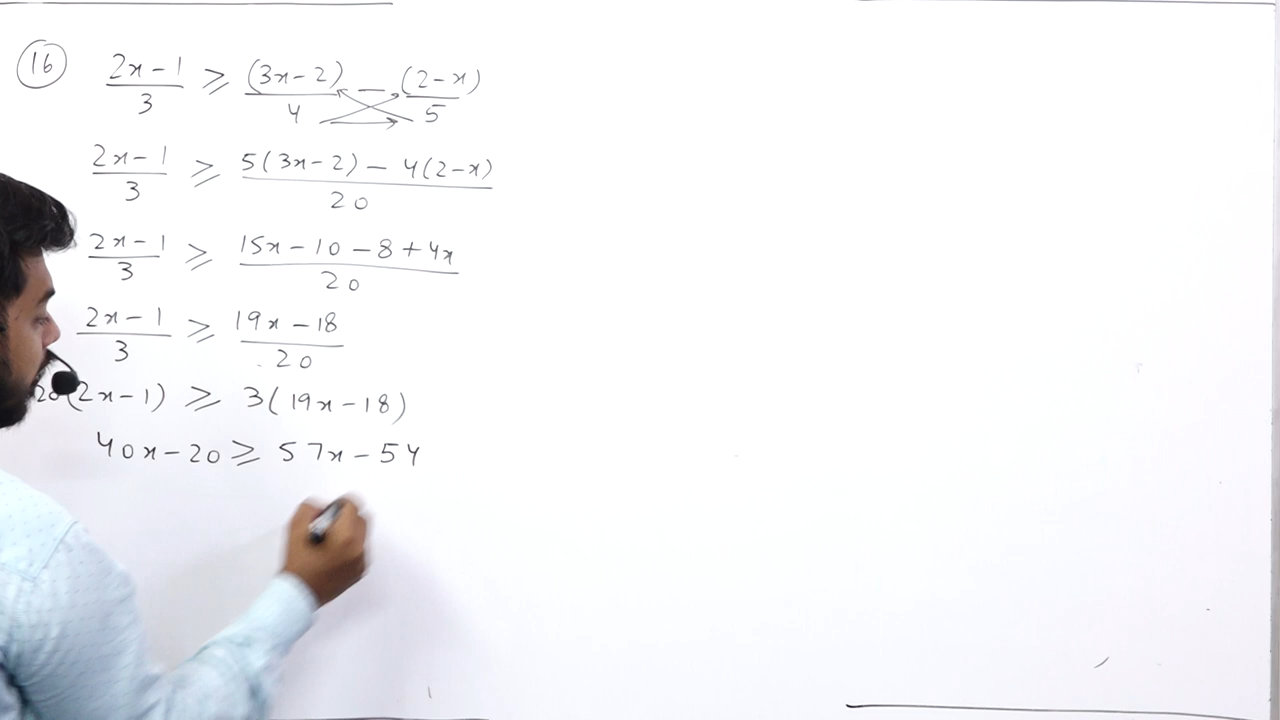 (16) (2x-1)/3 ≥ (3x-2)/4 - (2-x)/5
(2x-1)/3 ≥ (5(3x-2) - 4(2-x))/20
(2x-1)/3 ≥ (15x-10-8+4x)/20
(2x-1)/3 ≥ (19x-18)/20
20(2x-1) ≥ 3(19x-18)
40x-20 ≥ 57x-54